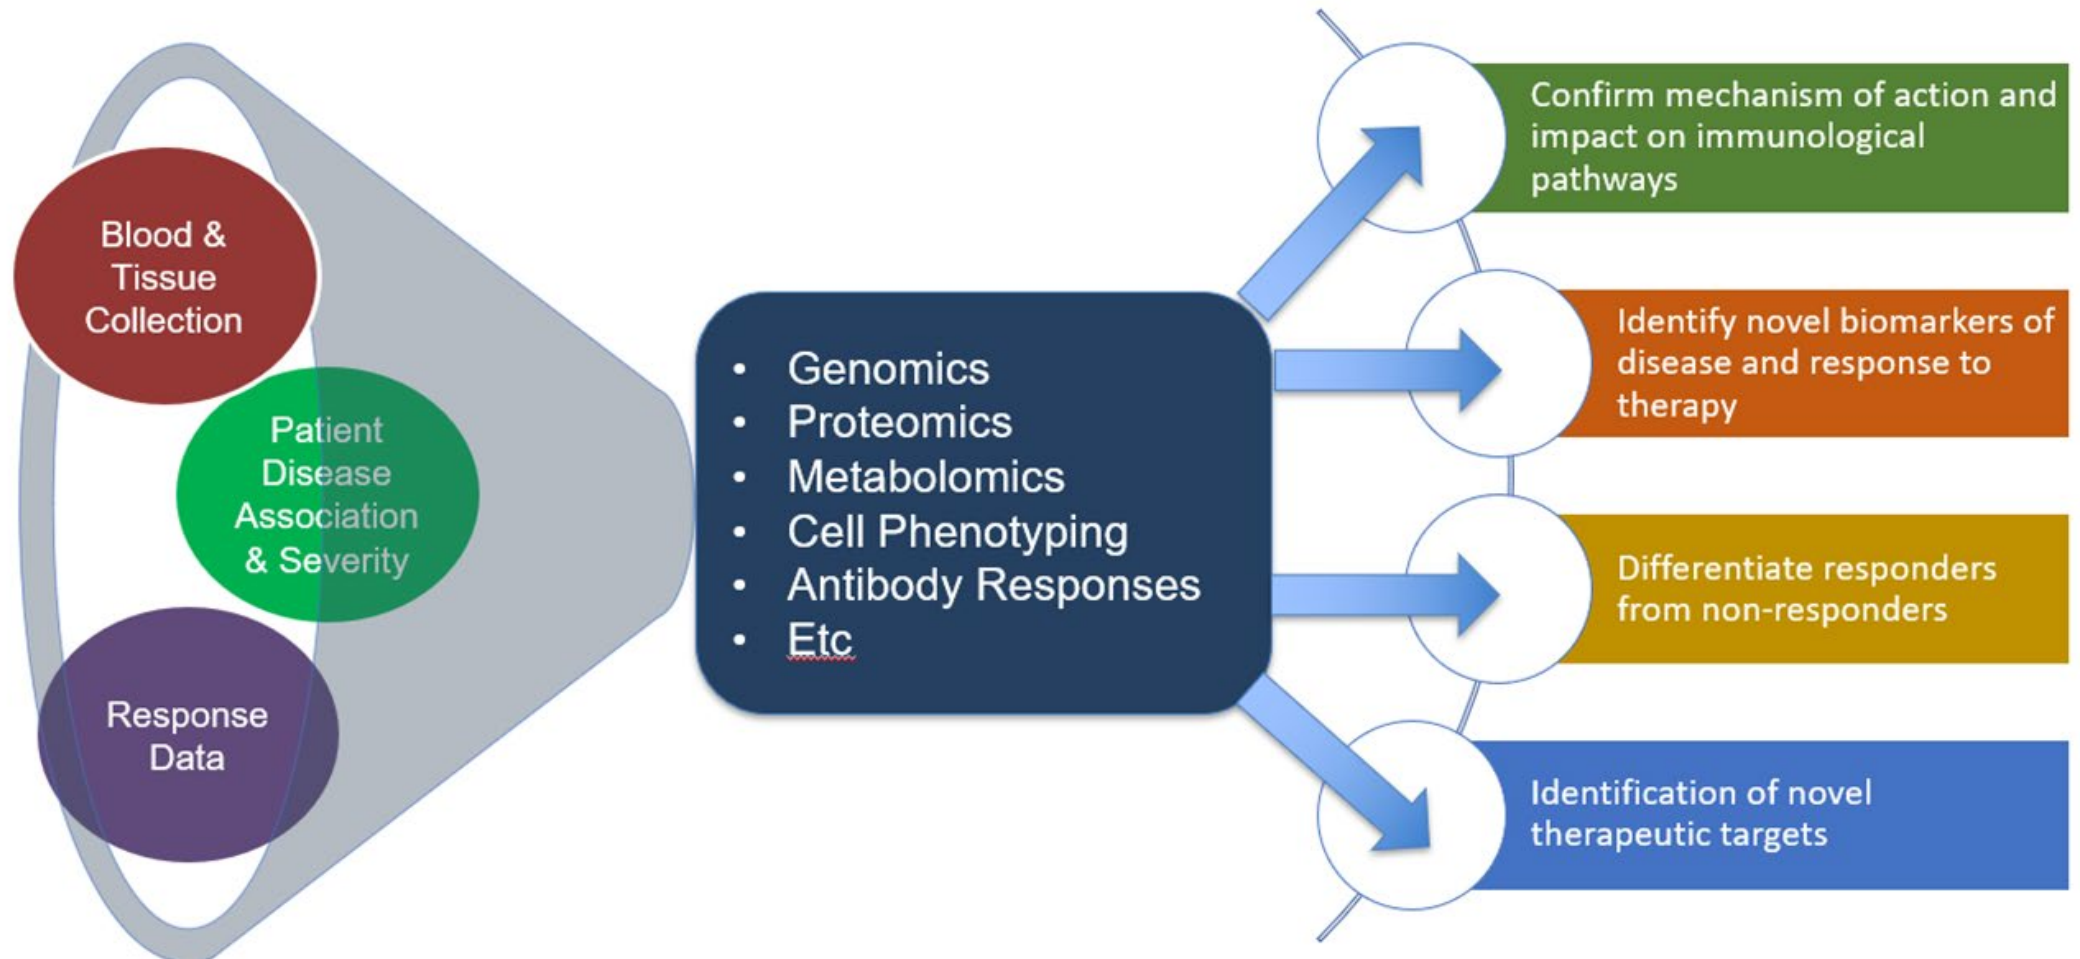 Blood &
Tissue
Collection
Patient
Disease
Association
& Severity
Response
Data
• Genomics
• Proteomics
• Metabolomics
• Cell Phenotyping
• Antibody Responses
• Etc
Confirm mechanism of action and
impact on immunological
pathways
Identify novel biomarkers of
disease and response to
therapy
Differentiate responders
from non-responders
Identification of novel
therapeutic targets